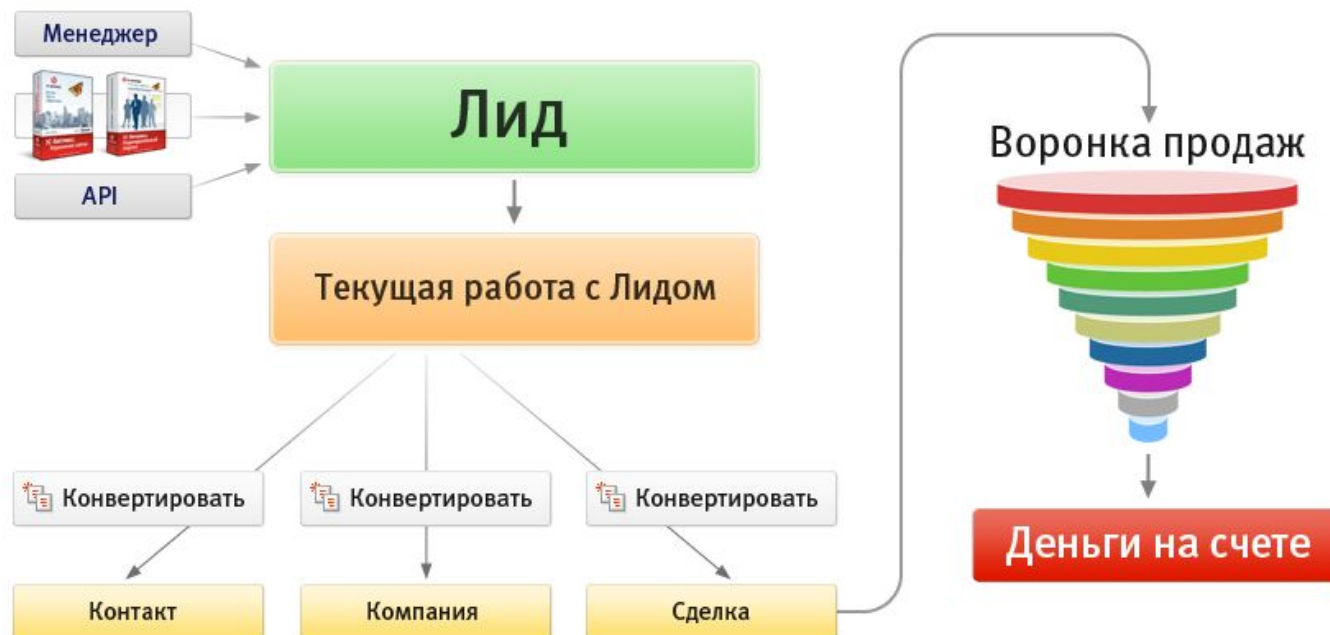 Менеджер
API
Лид
Текущая работа с Лидом
Конвертировать
Конвертировать
Конвертировать
Контакт
Компания
Сделка
Воронка продаж
Деньги на счете